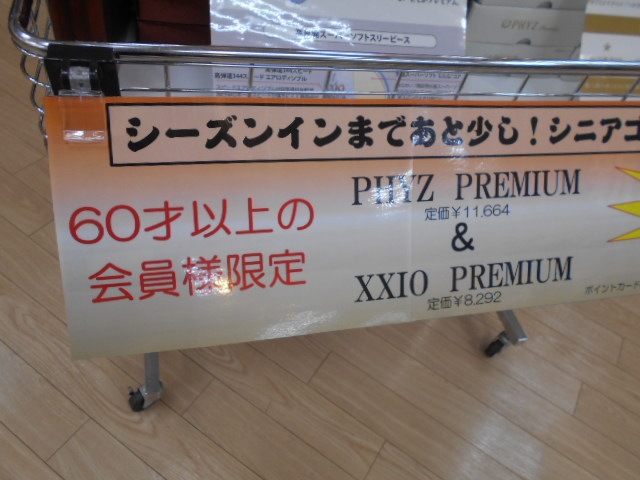 PHYZ
シーズンインまであと少し!シニアゴ
60才以上の
会員様限定
PHYZ PREMIUM
定価¥11.664
&
XXIO PREMIUM
定価¥8.292
ポイントカード